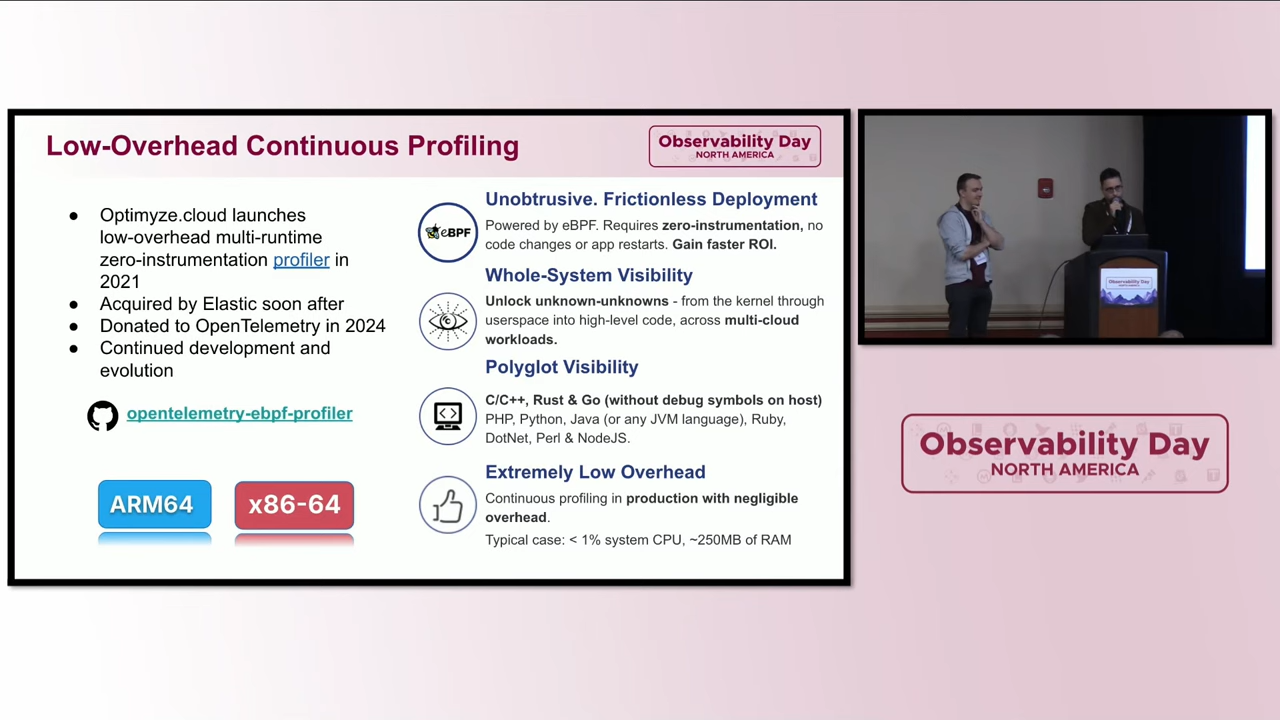 Low-Overhead Continuous Profiling
Observability Day
NORTH AMERICA
● Optimyze.cloud launches
low-overhead multi-runtime
zero-instrumentation profiler in
2021
● Acquired by Elastic soon after
● Donated to OpenTelemetry in 2024
● Continued development and
evolution
opentelemetry-ebpf-profiler
ARM64
x86-64
eBPF
Unobtrusive. Frictionless Deployment
Powered by eBPF. Requires zero-instrumentation, no
code changes or app restarts. Gain faster ROI.
Whole-System Visibility
Unlock unknown-unknowns - from the kernel through
userspace into high-level code, across multi-cloud
workloads.
Polyglot Visibility
C/C++, Rust & Go (without debug symbols on host)
PHP, Python, Java (or any JVM language), Ruby,
DotNet, Perl & NodeJS.
Extremely Low Overhead
Continuous profiling in production with negligible
overhead.
Typical case: < 1% system CPU, ~250MB of RAM
Observability Day
Observability Day
NORTH AMERICA